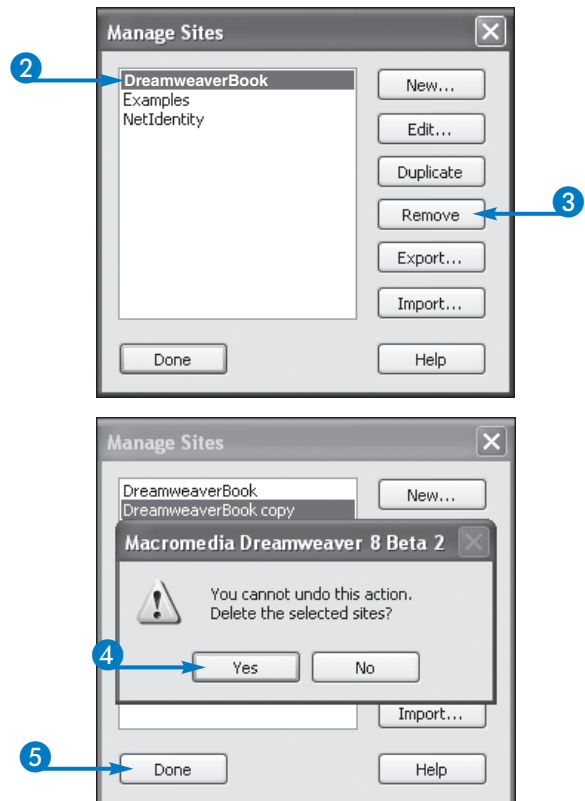 Manage Sites
2
DreamweaverBook
Examples
NetIdentity
New...
Edit...
Duplicate
Remove
3
Export...
Import...
Done
Help
Manage Sites
DreamweaverBook
DreamweaverBook copy
New...
Macromedia Dreamweaver 8 Beta 2
You cannot undo this action.
Delete the selected sites?
4
Yes
No
Import...
5
Done
Help